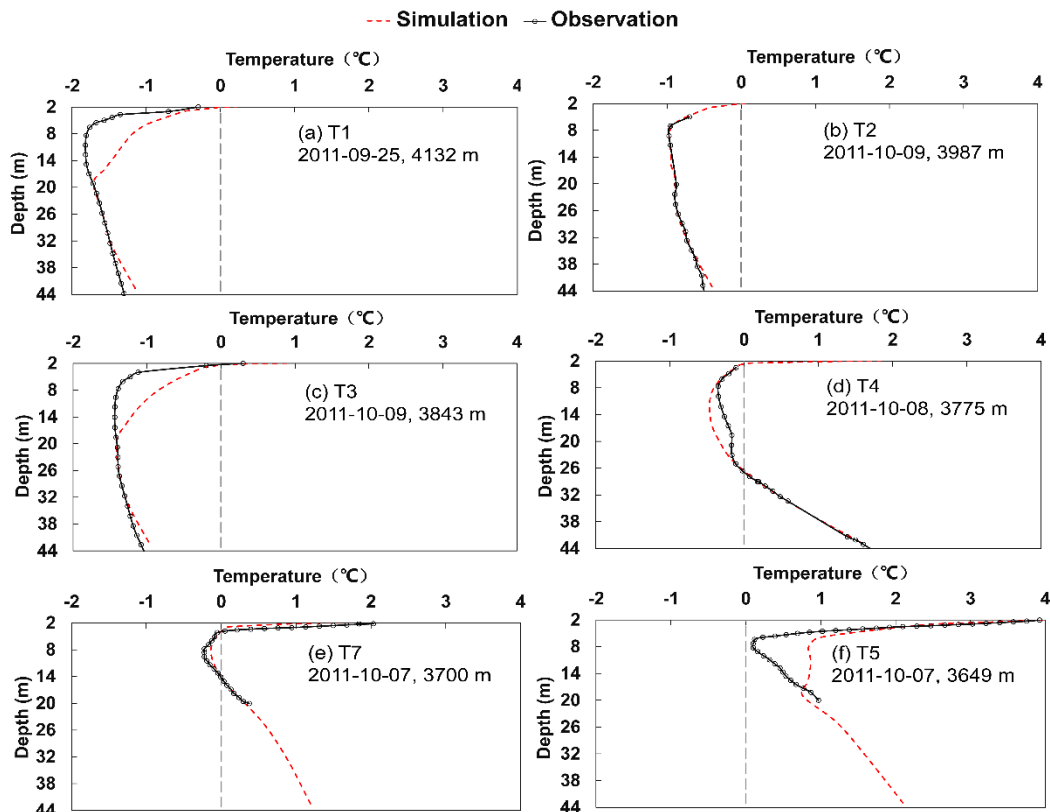 Simulation Observation
Temperature（℃） Temperature（℃）
-2 -1 0 1 2 3 4 -2 -1 0 1 2 3 4
2 2
8 (a) T1 8 (b) T2
2011-09-25, 4132 m 2011-10-09, 3987 m
14 14
Depth (m) 20 Depth (m) 20
26 26
32 32
38 38
44 44
Temperature（℃） Temperature（℃）
-2 -1 0 1 2 3 4 -2 -1 0 1 2 3 4
2 2
8 (c) T3 8 (d) T4
2011-10-09, 3843 m 2011-10-08, 3775 m
14 14
Depth (m) 20 Depth (m) 20
26 26
32 32
38 38
44 44
Temperature（℃） Temperature（℃）
-2 -1 0 1 2 3 4 -2 -1 0 1 2 3 4
2 2
8 (e) T7 8 (f) T5
2011-10-07, 3700 m 2011-10-07, 3649 m
14 14
Depth (m) 20 Depth (m) 20
26 26
32 32
38 38
44 44